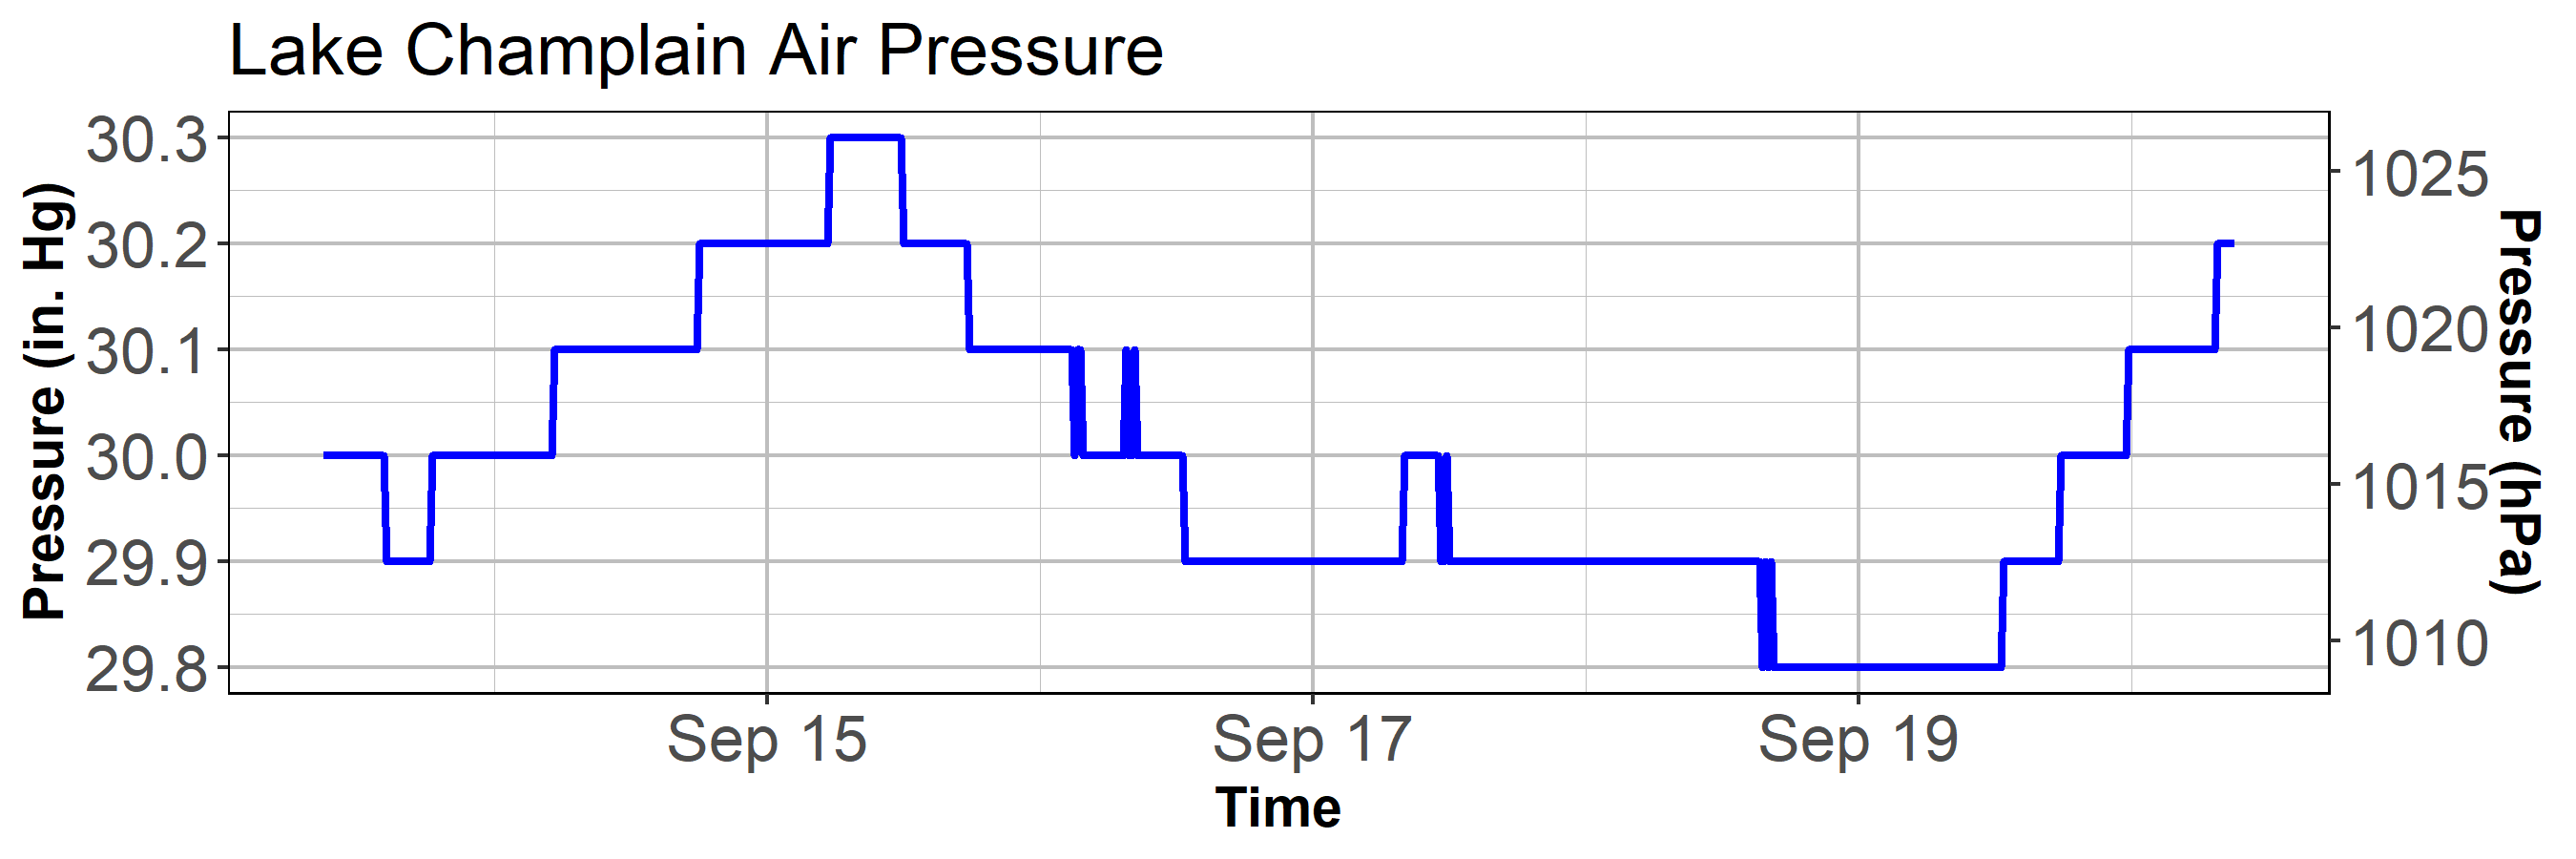 Lake Champlain Air Pressure
Pressure (in. Hg)
30.3
30.2
30.1
30.0
29.9
29.8
1025
1020
1015
1010
Pressure (hPa)
Sep 15
Sep 17
Sep 19
Time